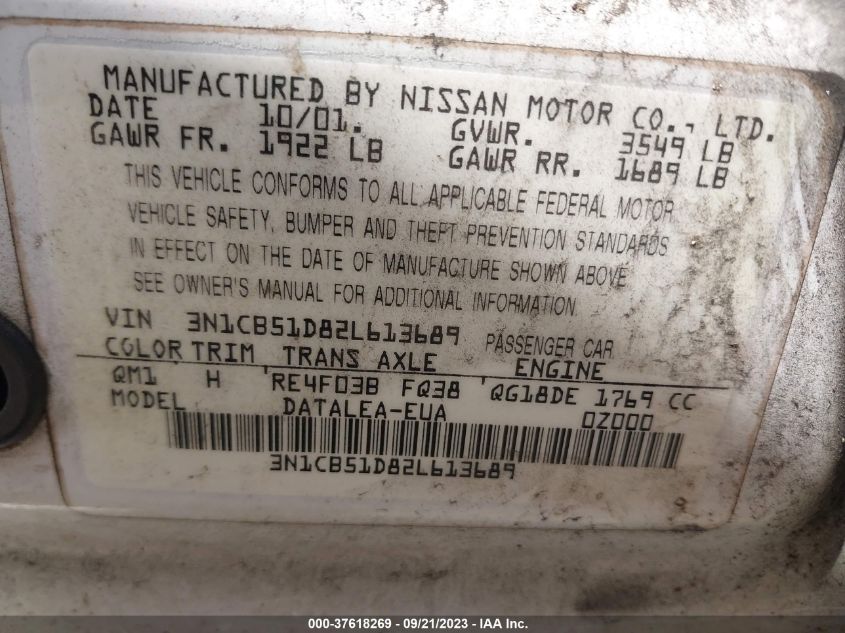 MANUFACTURED BY NISSAN MOTOR CO., LTD.
DATE 10/01. GVWR. 3549 LB
GAWR FR. 1922 LB GAWR RR. 1689 LB
THIS VEHICLE CONFORMS TO ALL APPLICABLE FEDERAL MOTOR
VEHICLE SAFETY, BUMPER AND THEFT PREVENTION STANDARDS
IN EFFECT ON THE DATE OF MANUFACTURE SHOWN ABOVE
SEE OWNER'S MANUAL FOR ADDITIONAL INFORMATION.
VIN 3N1CB51D82L613689 PASSENGER CAR
COLOR TRIM TRANS AXLE ENGINE
QM1 H RE4F03B FQ38 QG18DE 1769 CC
MODEL DATALEA-EUA 0Z000
3N1CB51D82L613689
000-37618269 - 09/21/2023 - IAA Inc.